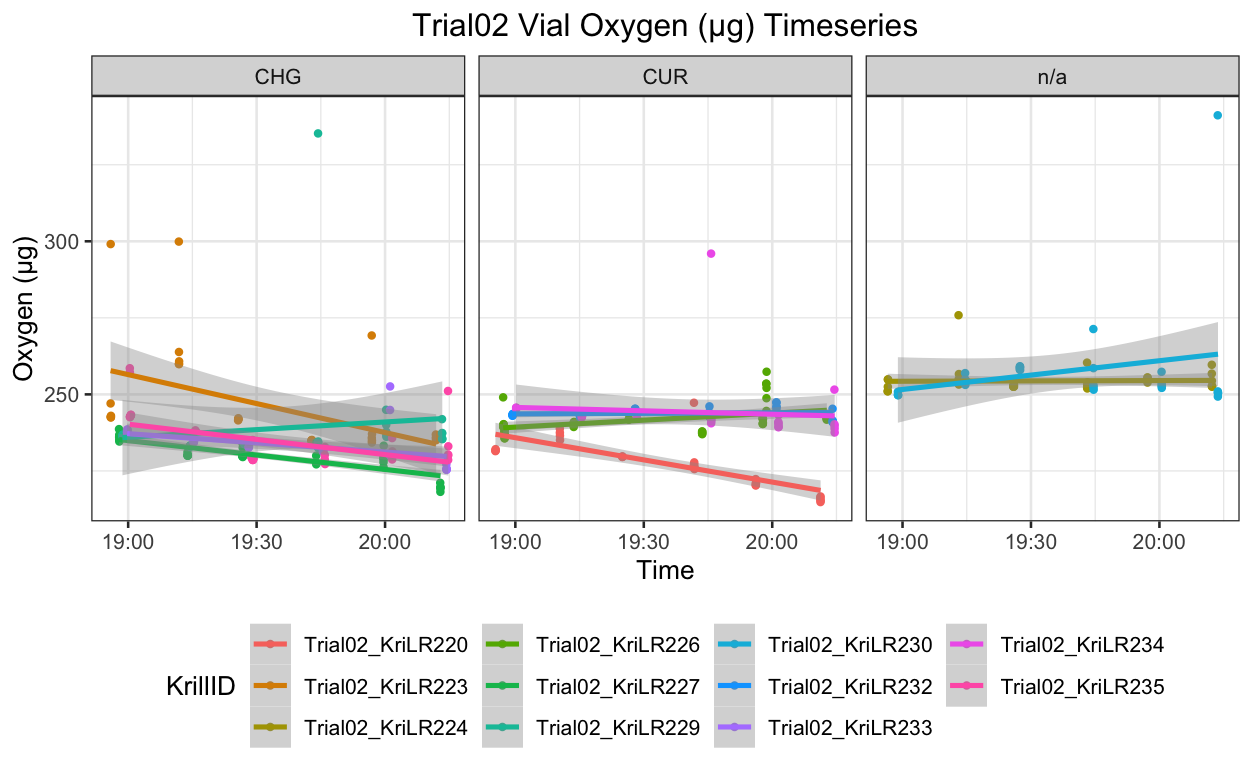 Trial02 Vial Oxygen (µg) Timeseries
CHG CUR n/a
Oxygen (µg)
300
250
19:00 19:30 20:00 19:00 19:30 20:00 19:00 19:30 20:00
Time
KrillID
Trial02_KriLR220 Trial02_KriLR226 Trial02_KriLR230 Trial02_KriLR234
Trial02_KriLR223 Trial02_KriLR227 Trial02_KriLR232 Trial02_KriLR235
Trial02_KriLR224 Trial02_KriLR229 Trial02_KriLR233